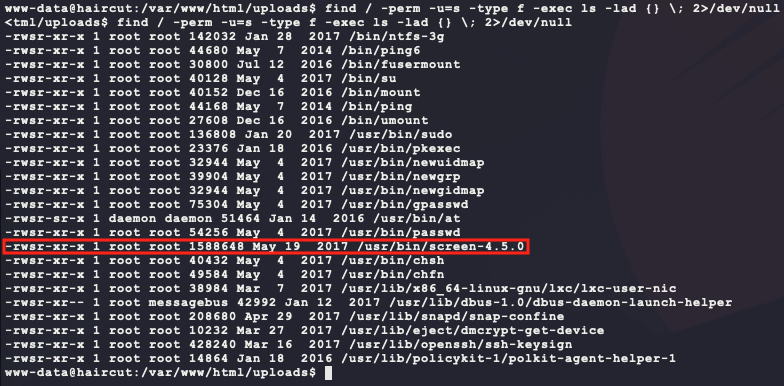 www-data@haircut:/var/www/html/uploads$ find / -perm -u=s -type f -exec ls -lad {} \; 2>/dev/null
<tml/uploads$ find / -perm -u=s -type f -exec ls -lad {} \; 2>/dev/null
-rwsr-xr-x 1 root root 142032 Jan 28  2017 /bin/ntfs-3g
-rwsr-xr-x 1 root root 44680 May  7  2014 /bin/ping6
-rwsr-xr-x 1 root root 30800 Jul 12  2016 /bin/fusermount
-rwsr-xr-x 1 root root 40128 May  4  2017 /bin/su
-rwsr-xr-x 1 root root 40152 Dec 16  2016 /bin/mount
-rwsr-xr-x 1 root root 44168 May  7  2014 /bin/ping
-rwsr-xr-x 1 root root 27608 Dec 16  2016 /bin/umount
-rwsr-xr-x 1 root root 136808 Jan 20  2017 /usr/bin/sudo
-rwsr-xr-x 1 root root 23376 Jan 18  2016 /usr/bin/pkexec
-rwsr-xr-x 1 root root 32944 May  4  2017 /usr/bin/newuidmap
-rwsr-xr-x 1 root root 39904 May  4  2017 /usr/bin/newgrp
-rwsr-xr-x 1 root root 32944 May  4  2017 /usr/bin/newgidmap
-rwsr-xr-x 1 root root 75304 May  4  2017 /usr/bin/gpasswd
-rwsr-sr-x 1 daemon daemon 51464 Jan 14  2016 /usr/bin/at
-rwsr-xr-x 1 root root 54256 May  4  2017 /usr/bin/passwd
-rwsr-xr-x 1 root root 1588648 May 19  2017 /usr/bin/screen-4.5.0
-rwsr-xr-x 1 root root 40432 May  4  2017 /usr/bin/chsh
-rwsr-xr-x 1 root root 49584 May  4  2017 /usr/bin/chfn
-rwsr-xr-x 1 root root 38984 Mar  7  2017 /usr/lib/x86_64-linux-gnu/lxc/lxc-user-nic
-rwsr-xr-- 1 root messagebus 42992 Jan 12  2017 /usr/lib/dbus-1.0/dbus-daemon-launch-helper
-rwsr-xr-x 1 root root 208680 Apr 29  2017 /usr/lib/snapd/snap-confine
-rwsr-xr-x 1 root root 10232 Mar 27  2017 /usr/lib/eject/dmcrypt-get-device
-rwsr-xr-x 1 root root 428240 Mar 16  2017 /usr/lib/openssh/ssh-keysign
-rwsr-xr-x 1 root root 14864 Jan 18  2016 /usr/lib/policykit-1/polkit-agent-helper-1
www-data@haircut:/var/www/html/uploads$